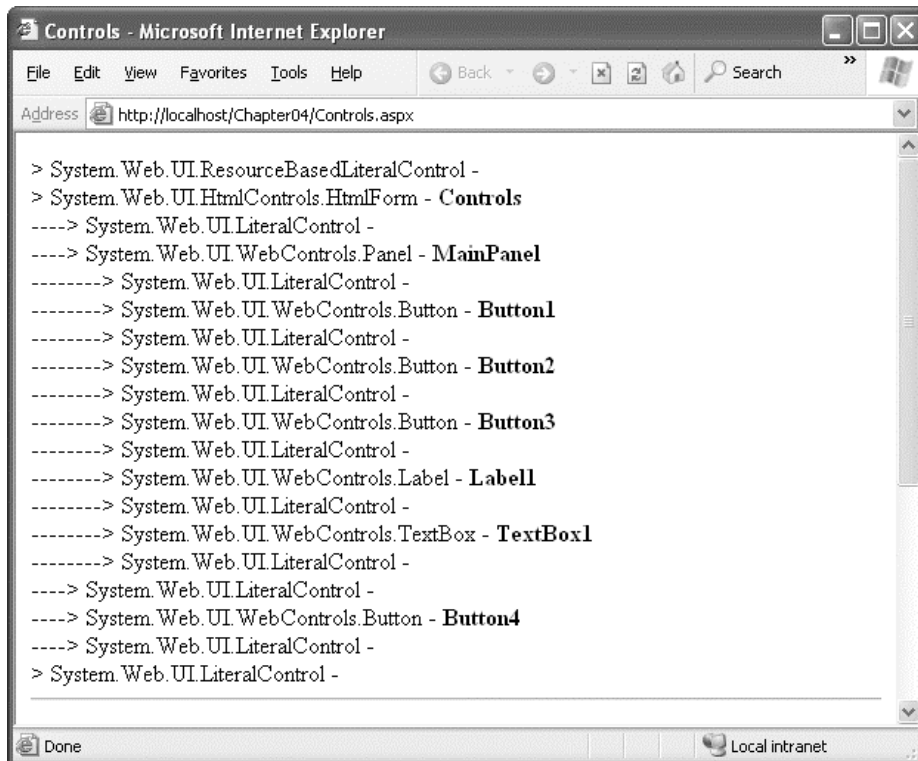 Controls - Microsoft Internet Explorer
File Edit View Favorites Tools Help Back Search »
Address http://localhost/Chapter04/Controls.aspx
> System.Web.UI.ResourceBasedLiteralControl -
> System.Web.UI.HtmlControls.HtmlForm - Controls
----> System.Web.UI.LiteralControl -
----> System.Web.UI.WebControls.Panel - MainPanel
--------> System.Web.UI.LiteralControl -
--------> System.Web.UI.WebControls.Button - Button1
--------> System.Web.UI.LiteralControl -
--------> System.Web.UI.WebControls.Button - Button2
--------> System.Web.UI.LiteralControl -
--------> System.Web.UI.WebControls.Button - Button3
--------> System.Web.UI.LiteralControl -
--------> System.Web.UI.WebControls.Label - Label1
--------> System.Web.UI.LiteralControl -
--------> System.Web.UI.WebControls.TextBox - TextBox1
--------> System.Web.UI.LiteralControl -
----> System.Web.UI.LiteralControl -
----> System.Web.UI.WebControls.Button - Button4
----> System.Web.UI.LiteralControl -
> System.Web.UI.LiteralControl -
Done Local intranet